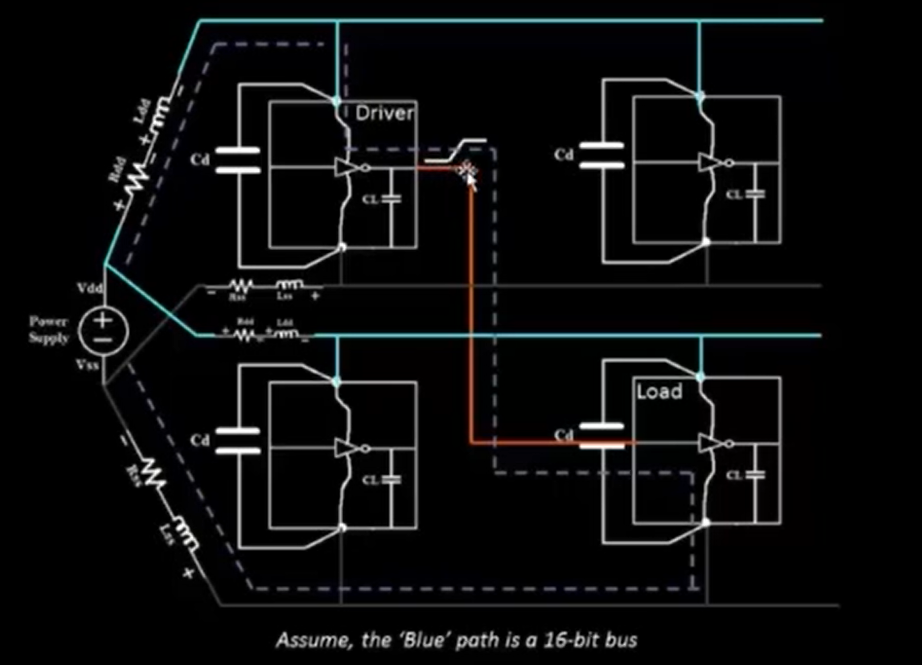 Driver
Ldd
+
−
Rdd
+
−
Cd
CL
Cd
CL
Vdd
− Rss Lss +
Power
Supply
+
−
+ Rdd − + Ldd −
Vss
Load
Cd
CL
Cd
CL
−
Rss
Lss
+
Assume, the ‘Blue’ path is a 16-bit bus